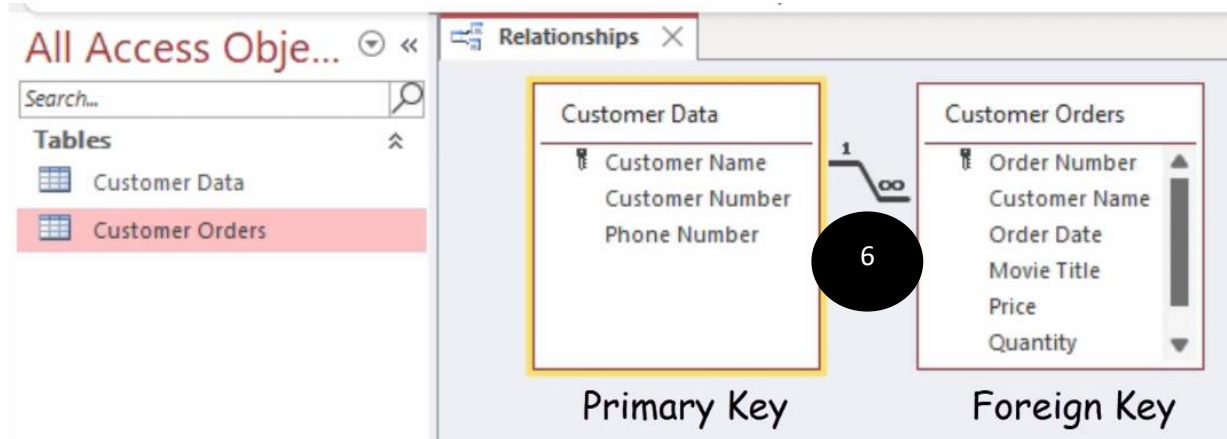 All Access Obje...
Search...
Tables
Customer Data
Customer Orders
Relationships
Customer Data
Customer Name
Customer Number
Phone Number
1
∞
6
Customer Orders
Order Number
Customer Name
Order Date
Movie Title
Price
Quantity
Primary Key
Foreign Key